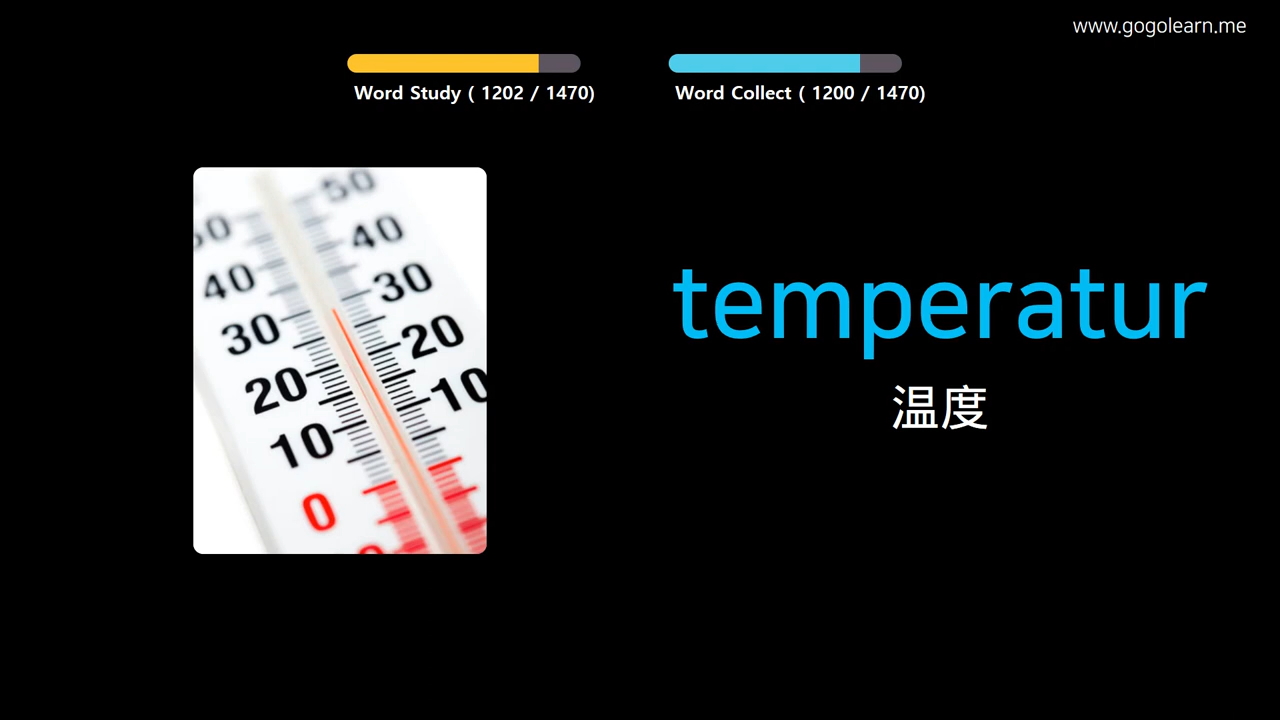 www.gogolearn.me
Word Study ( 1202 / 1470)
Word Collect ( 1200 / 1470)
50
50
40
40
30
30
20
20
10
10
0
temperatur
温度